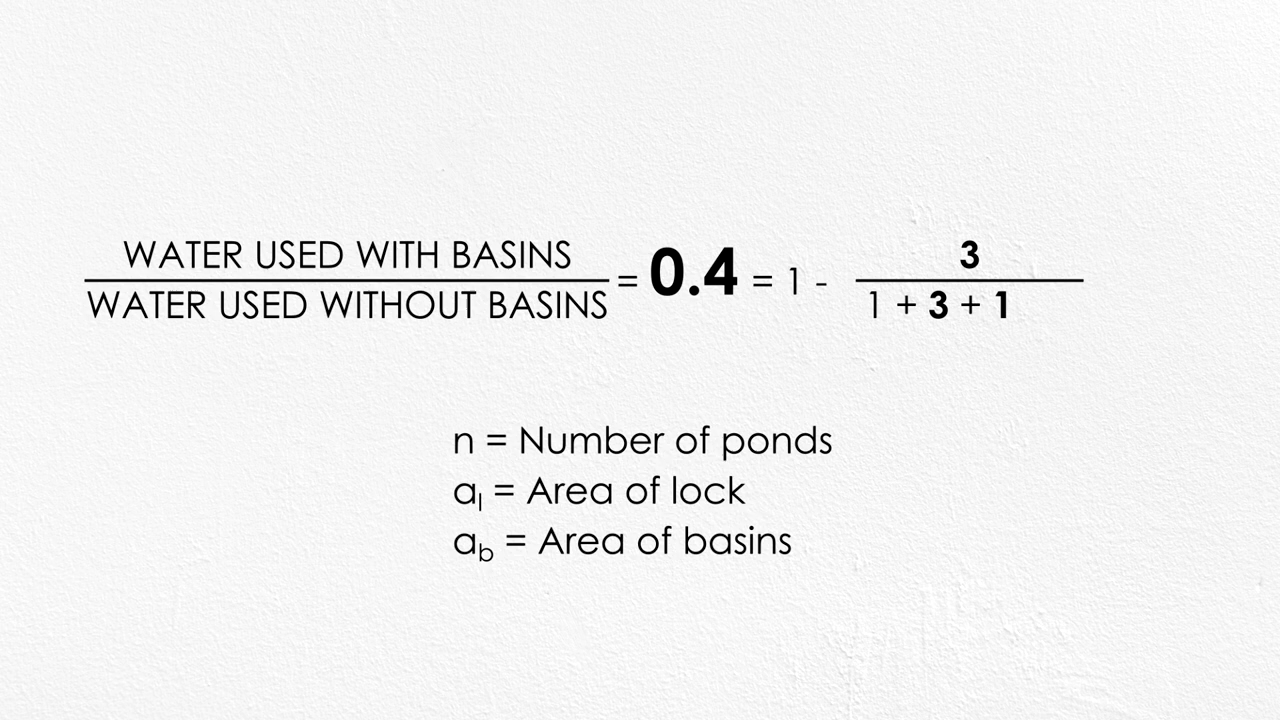 WATER USED WITH BASINS
WATER USED WITHOUT BASINS
= 0.4 = 1 -
3
1 + 3 + 1
n = Number of ponds
aₗ = Area of lock
a_b = Area of basins